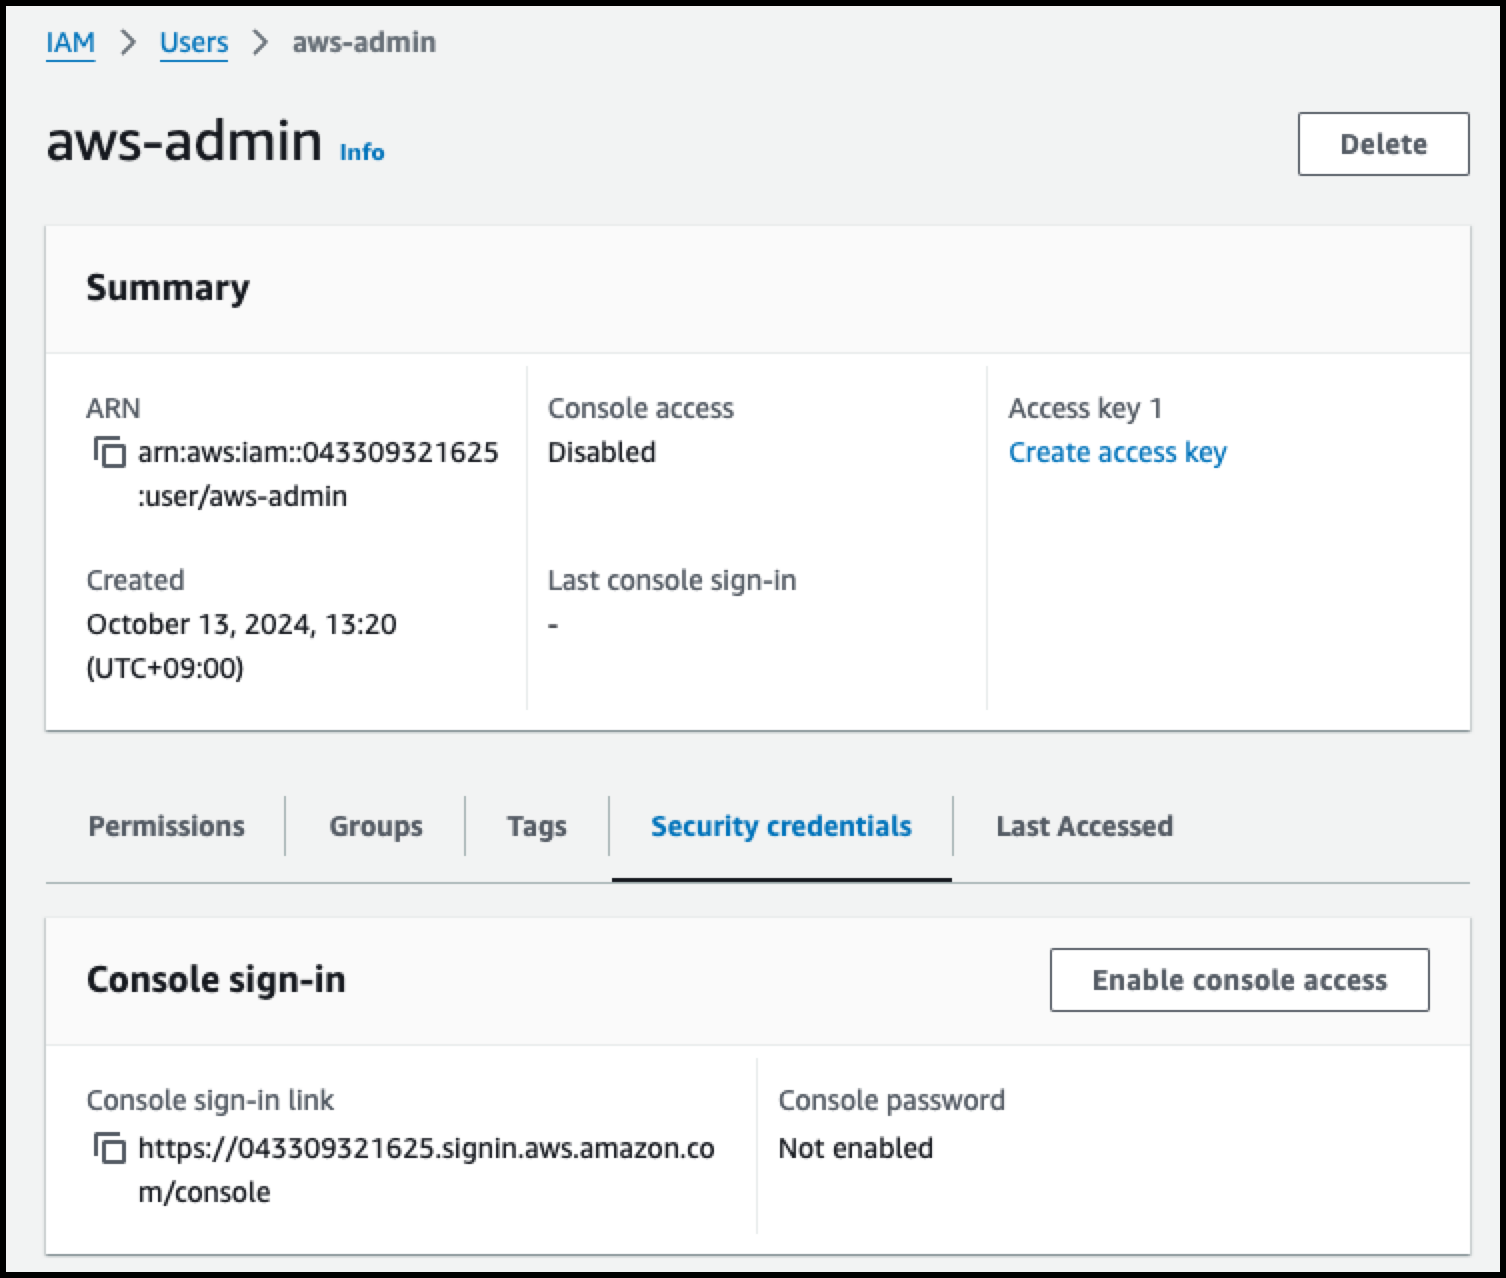 IAM > Users > aws-admin
aws-admin Info
Delete
Summary
ARN
arn:aws:iam::043309321625
:user/aws-admin
Created
October 13, 2024, 13:20
(UTC+09:00)
Console access
Disabled
Last console sign-in
-
Access key 1
Create access key
Permissions
Groups
Tags
Security credentials
Last Accessed
Console sign-in
Enable console access
Console sign-in link
https://043309321625.signin.aws.amazon.co
m/console
Console password
Not enabled